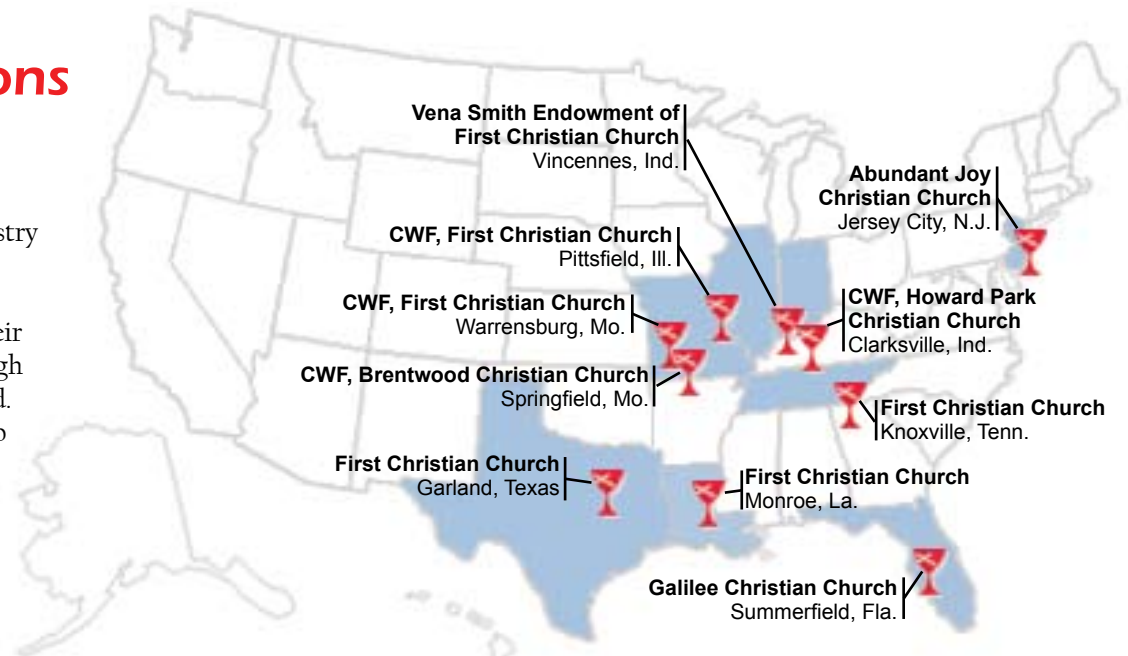 ons
stry
eir
gh
d.
o
Vena Smith Endowment of
First Christian Church
Vincennes, Ind.
Abundant Joy
Christian Church
Jersey City, N.J.
CWF, First Christian Church
Pittsfield, Ill.
CWF, First Christian Church
Warrensburg, Mo.
CWF, Howard Park
Christian Church
Clarksville, Ind.
CWF, Brentwood Christian Church
Springfield, Mo.
First Christian Church
Knoxville, Tenn.
First Christian Church
Garland, Texas
First Christian Church
Monroe, La.
Galilee Christian Church
Summerfield, Fla.